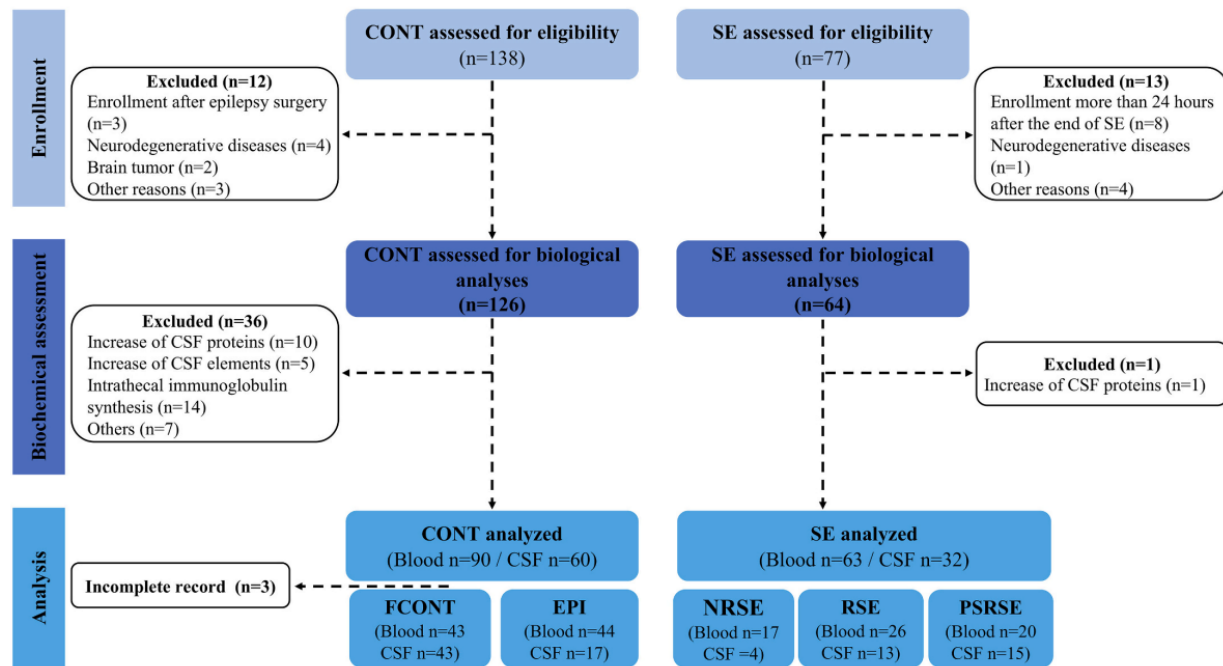 Enrollment
CONT assessed for eligibility
(n=138)
SE assessed for eligibility
(n=77)
Excluded (n=12)
Enrollment after epilepsy surgery
(n=3)
Neurodegenerative diseases (n=4)
Brain tumor (n=2)
Other reasons (n=3)
Excluded (n=13)
Enrollment more than 24 hours
after the end of SE (n=8)
Neurodegenerative diseases
(n=1)
Other reasons (n=4)
Biochemical assessment
CONT assessed for biological
analyses
(n=126)
SE assessed for biological
analyses
(n=64)
Excluded (n=36)
Increase of CSF proteins (n=10)
Increase of CSF elements (n=5)
Intrathecal immunoglobulin
synthesis (n=14)
Others (n=7)
Excluded (n=1)
Increase of CSF proteins (n=1)
Analysis
CONT analyzed
(Blood n=90 / CSF n=60)
SE analyzed
(Blood n=63 / CSF n=32)
Incomplete record (n=3)
FCONT
(Blood n=43
CSF n=43)
EPI
(Blood n=44
CSF n=17)
NRSE
(Blood n=17
CSF =4)
RSE
(Blood n=26
CSF n=13)
PSRSE
(Blood n=20
CSF n=15)